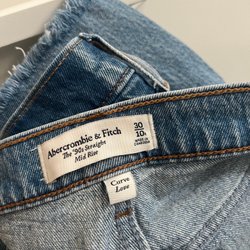 Abercrombie & Fitch
The '90s Straight
Mid Rise
30
10R
Curve
Love